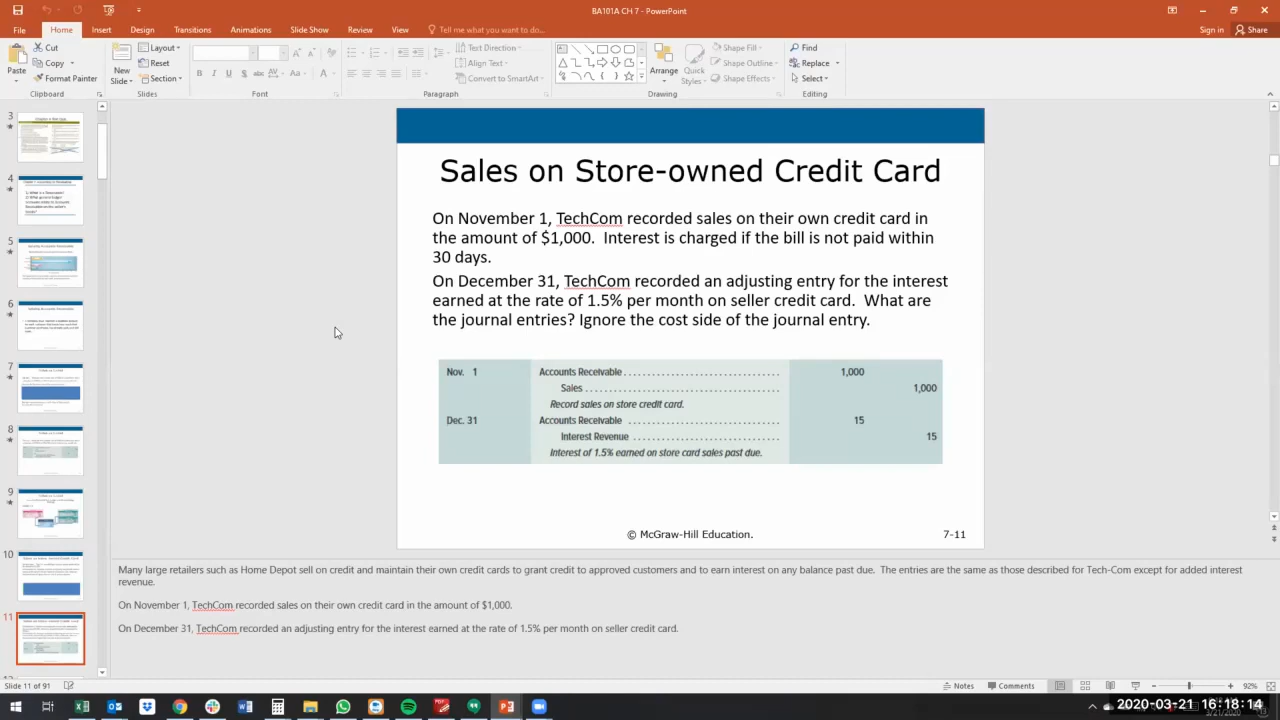 BA101A CH 7 - PowerPoint
Sign in
Share
File
Home
Insert
Design
Transitions
Animations
Slide Show
Review
View
Tell me what you want to do...
Paste
Cut
Copy
Format Painter
Clipboard
New
Slide
Layout
Reset
Section
Slides
B I U S abc AV Aa A
Font
Text Direction
Align Text
Convert to SmartArt
Paragraph
Arrange
Quick
Styles
Shape Fill
Shape Outline
Shape Effects
Drawing
Find
Replace
Select
Editing
3
4
6
7
8
9
10
11
Sales on Store-owned Credit Card
On November 1, TechCom recorded sales on their own credit card in
the amount of $1,000. Interest is charged if the bill is not paid within
30 days.
On December 31, TechCom recorded an adjusting entry for the interest
earned at the rate of 1.5% per month on seller credit card. What are
the journal entries? Ignore the cost side of the journal entry.
Nov. 1 Accounts Receivable 1,000
Sales 1,000
Record sales on store credit card.
Dec. 31 Accounts Receivable 15
Interest Revenue 15
Interest of 1.5% earned on store card sales past due.
© McGraw-Hill Education.
7-11
Many large retailers such as Home Depot sell on credit and maintain their own credit cards to grant credit to approved customers and to earn interest on any balance past due. The entries are the same as those described for Tech-Com except for added interest
revenue.
On November 1, TechCom recorded sales on their own credit card in the amount of $1,000.
entry for the interest 1.5% per month on seller credit card.
Slide 11 of 91
Notes
Comments
92%
2020-03-21 16:18:14